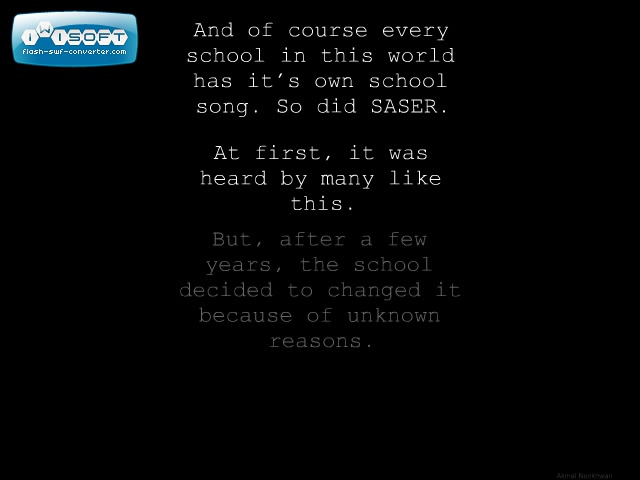 iWiSOFT
flash-swf-converter.com
And of course every
school in this world
has it's own school
song. So did SASER.
At first, it was
heard by many like
this.
But, after a few
years, the school
decided to changed it
because of unknown
reasons.